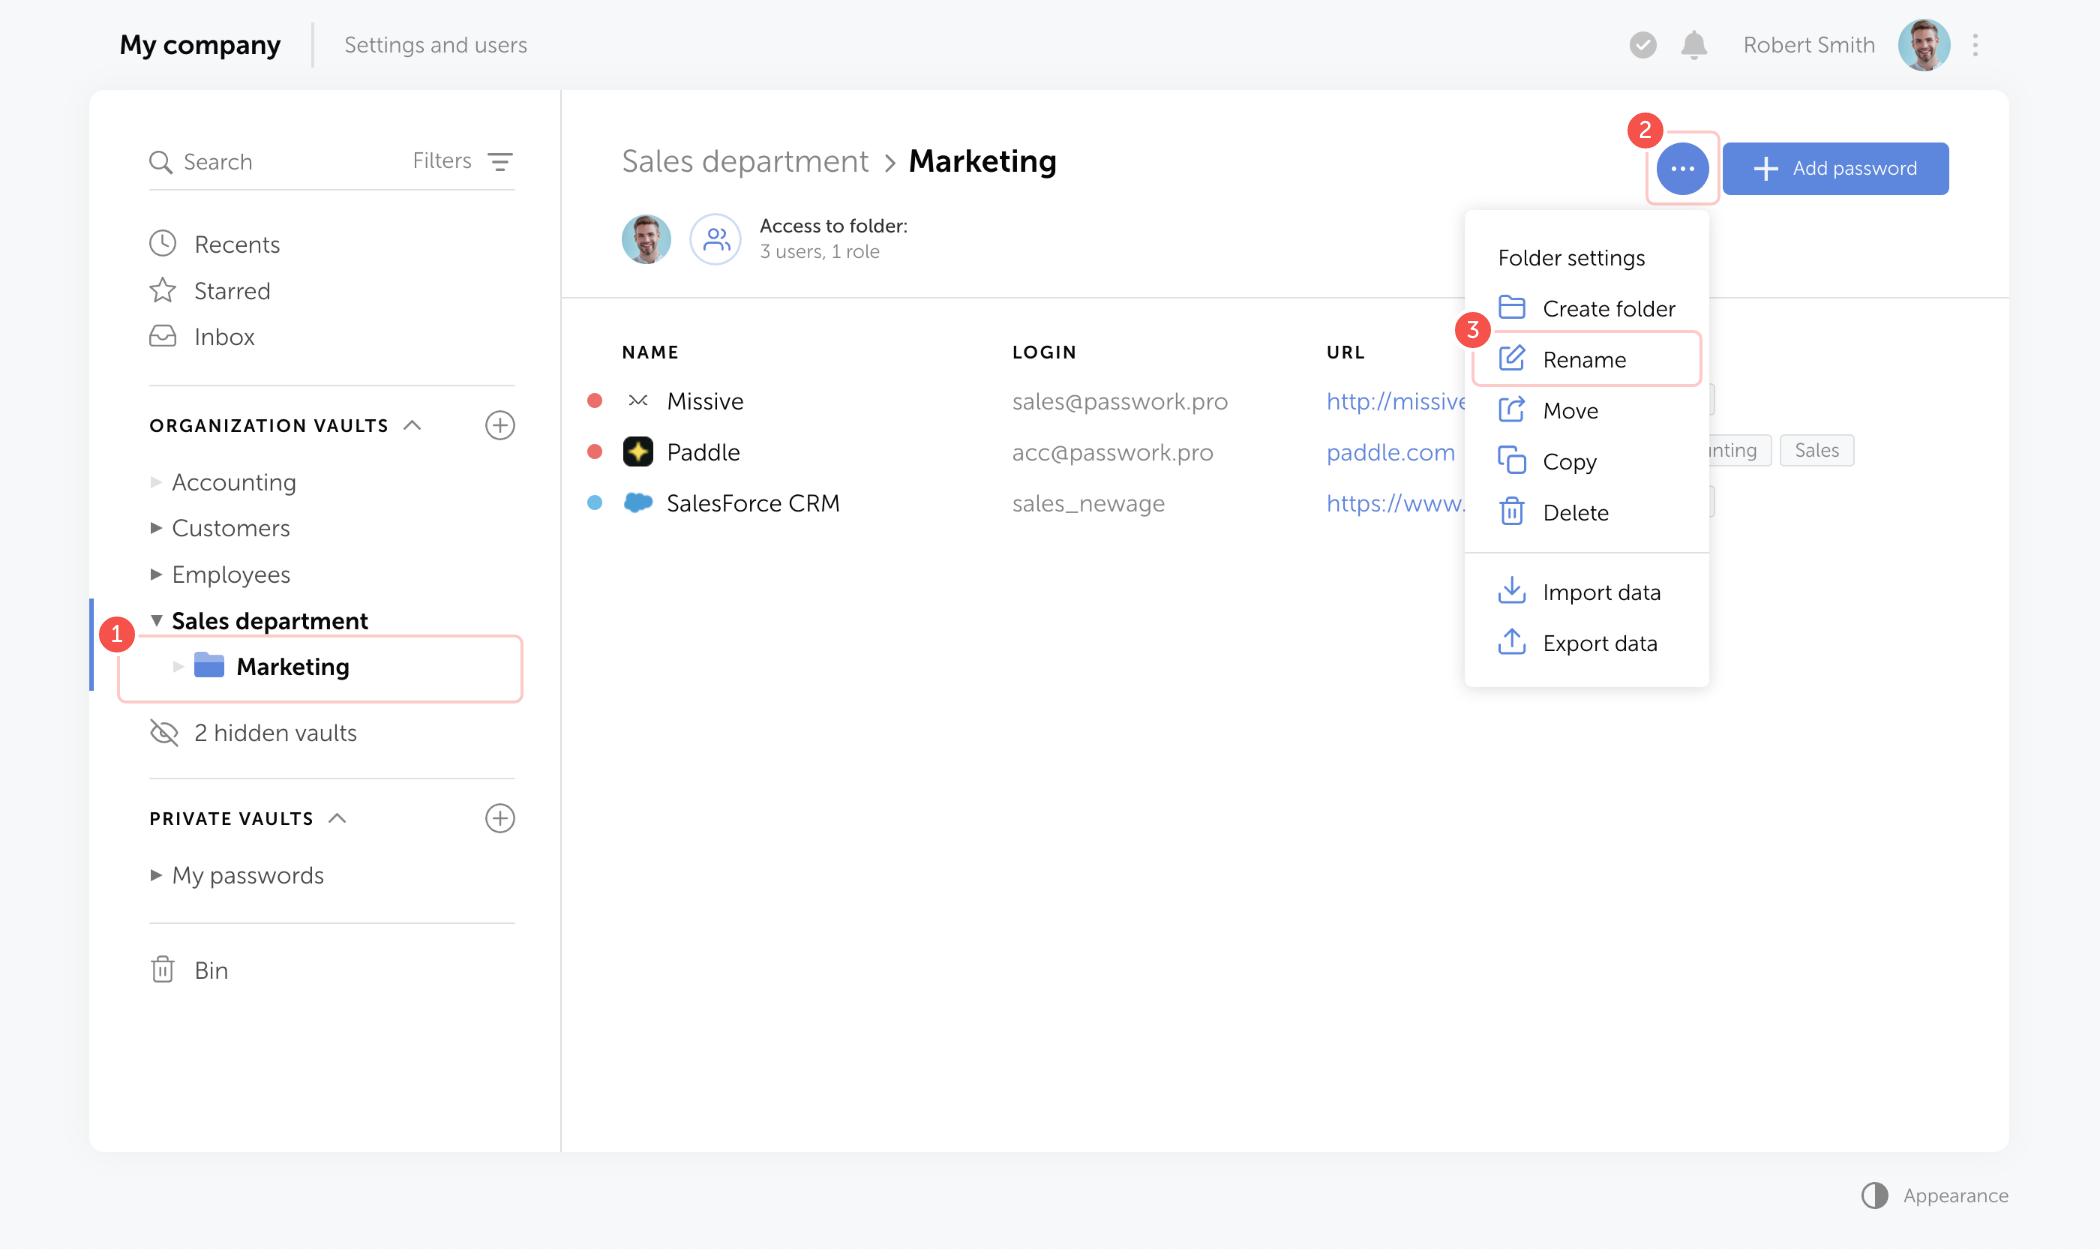 My company
Settings and users
Robert Smith
Search
Filters
Recents
Starred
Inbox
ORGANIZATION VAULTS
Accounting
Customers
Employees
Sales department
1
Marketing
2 hidden vaults
PRIVATE VAULTS
My passwords
Bin
Sales department > Marketing
2
Add password
Access to folder:
3 users, 1 role
Folder settings
Create folder
3
Rename
Move
Copy
Delete
Import data
Export data
NAME LOGIN URL
Missive sales@passwork.pro http://missive
Paddle acc@passwork.pro paddle.com nting Sales
SalesForce CRM sales_newage https://www.
Appearance